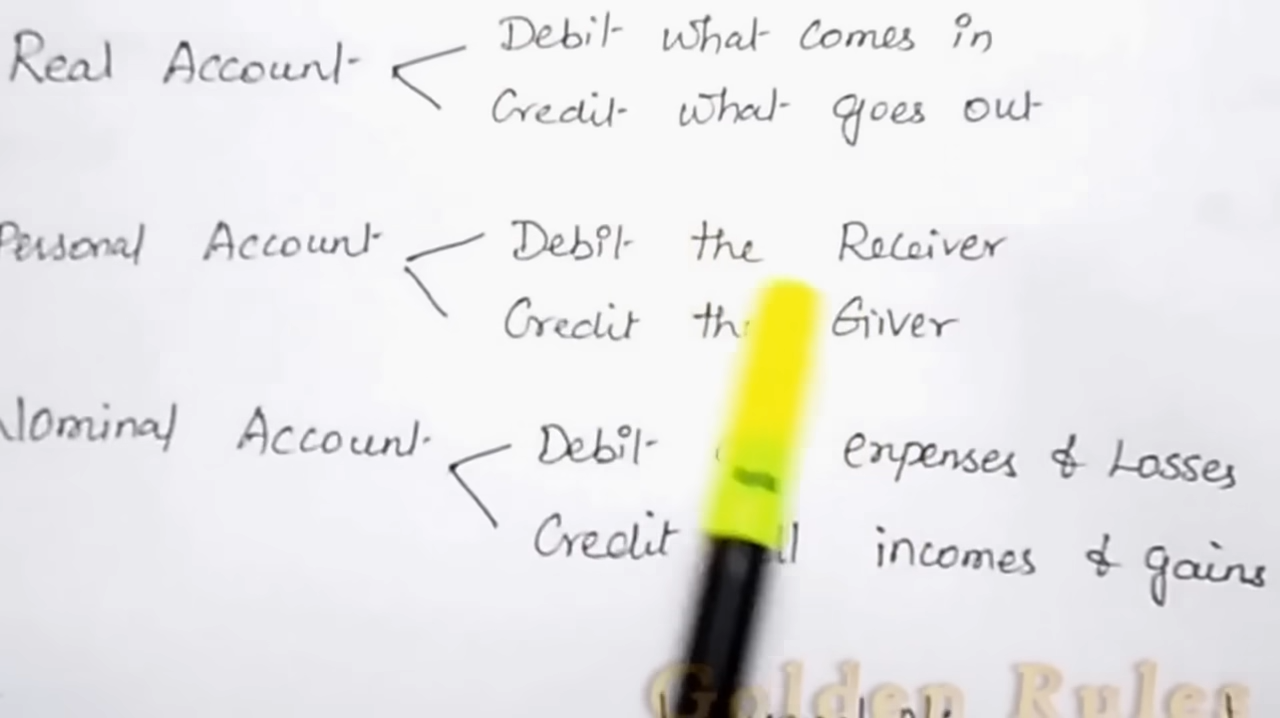 Real Account
Debit what comes in
Credit what goes out
Personal Account
Debit the Receiver
Credit Giver
Nominal Account
Debit expenses & Losses
Credit incomes & gains
Golden Rules